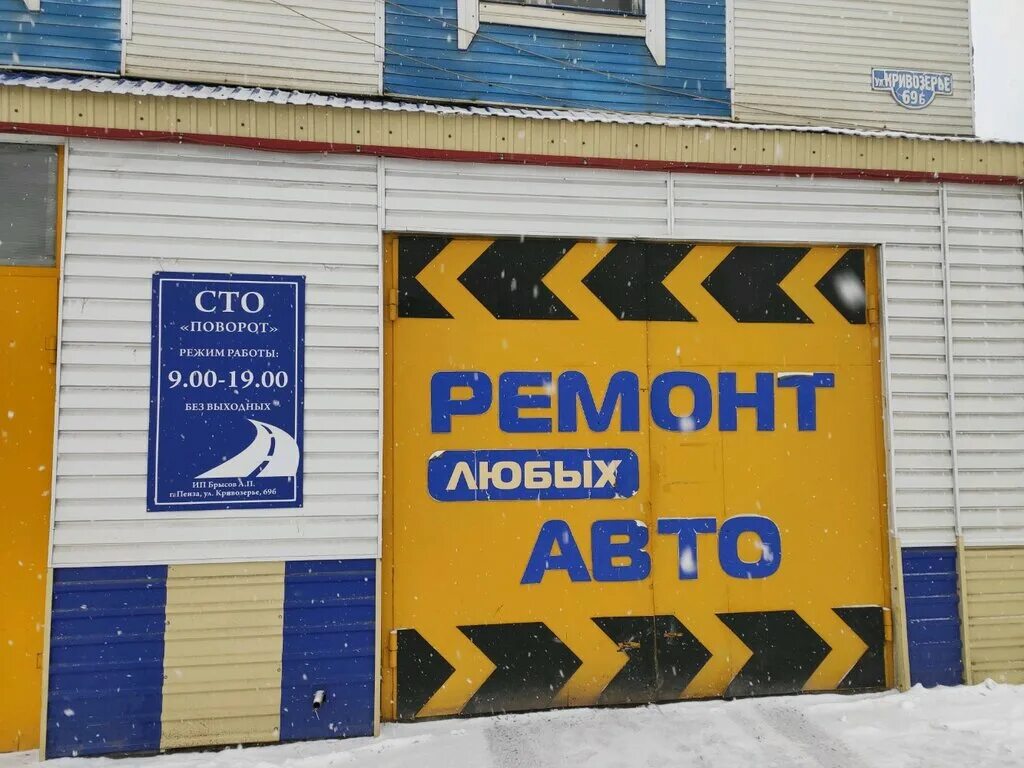 ул. КРИВОЗЕРЬЕ
69б
СТО
«ПОВОРОТ»
РЕЖИМ РАБОТЫ:
9.00-19.00
БЕЗ ВЫХОДНЫХ
ИП Брысов А.П.
г.Пенза, ул. Кривозерье, 69б
РЕМОНТ
ЛЮБЫХ
АВТО